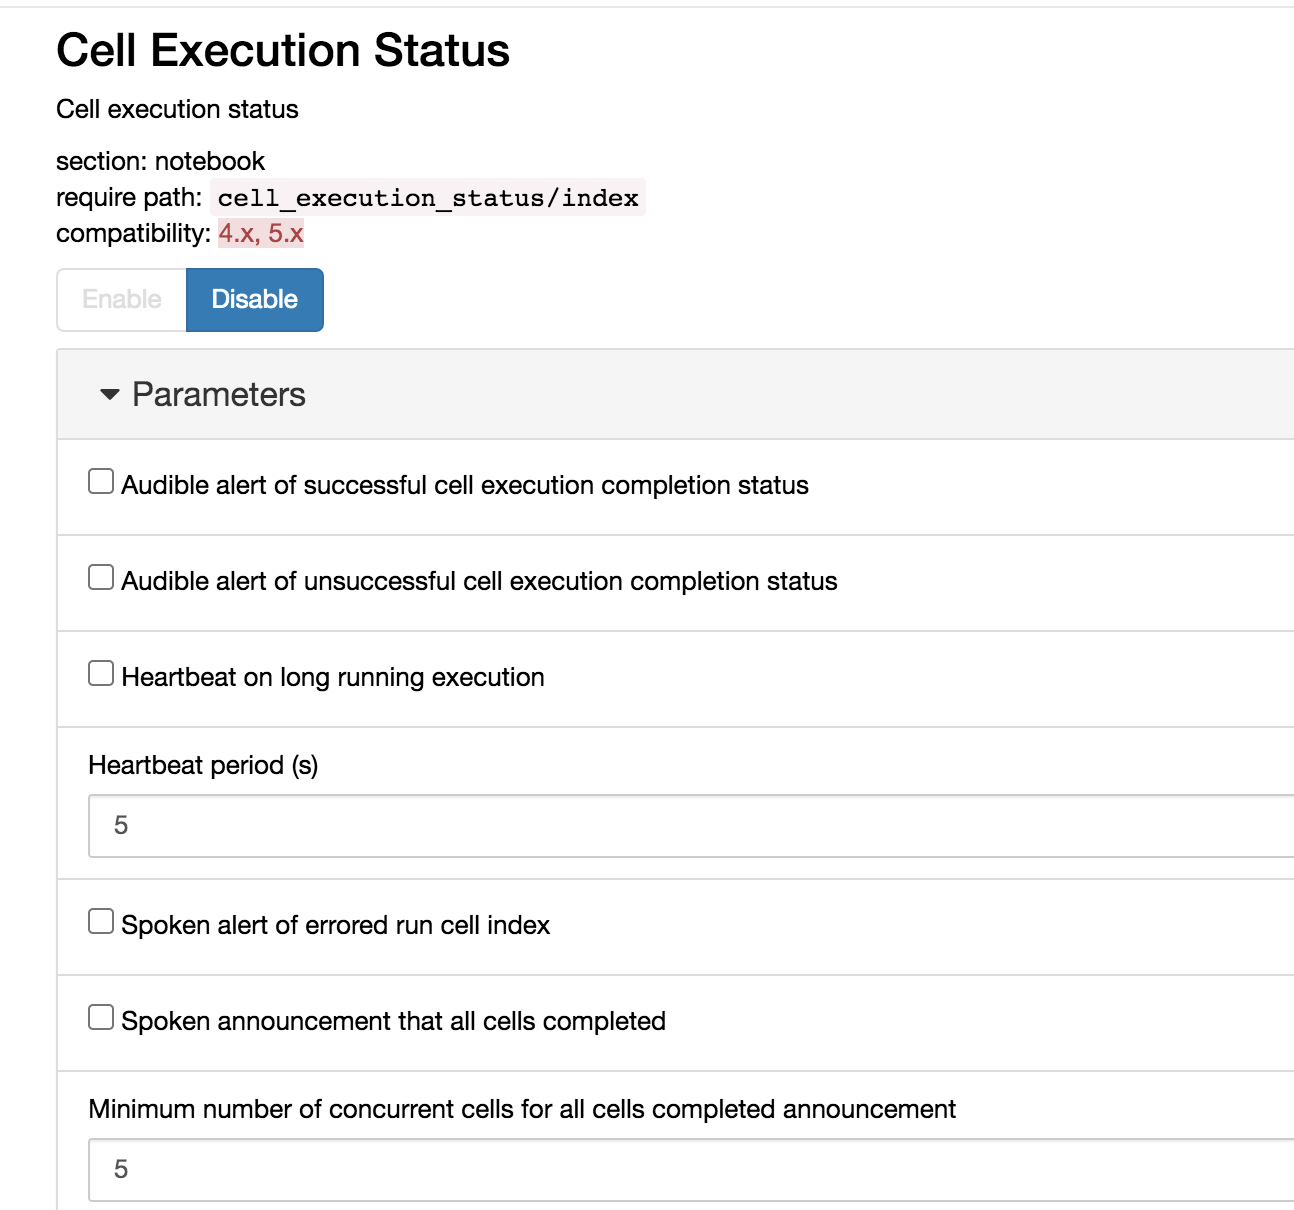 Cell Execution Status
Cell execution status
section: notebook
require path: cell_execution_status/index
compatibility: 4.x, 5.x
Enable Disable
Parameters
Audible alert of successful cell execution completion status
Audible alert of unsuccessful cell execution completion status
Heartbeat on long running execution
Heartbeat period (s)
5
Spoken alert of errored run cell index
Spoken announcement that all cells completed
Minimum number of concurrent cells for all cells completed announcement
5